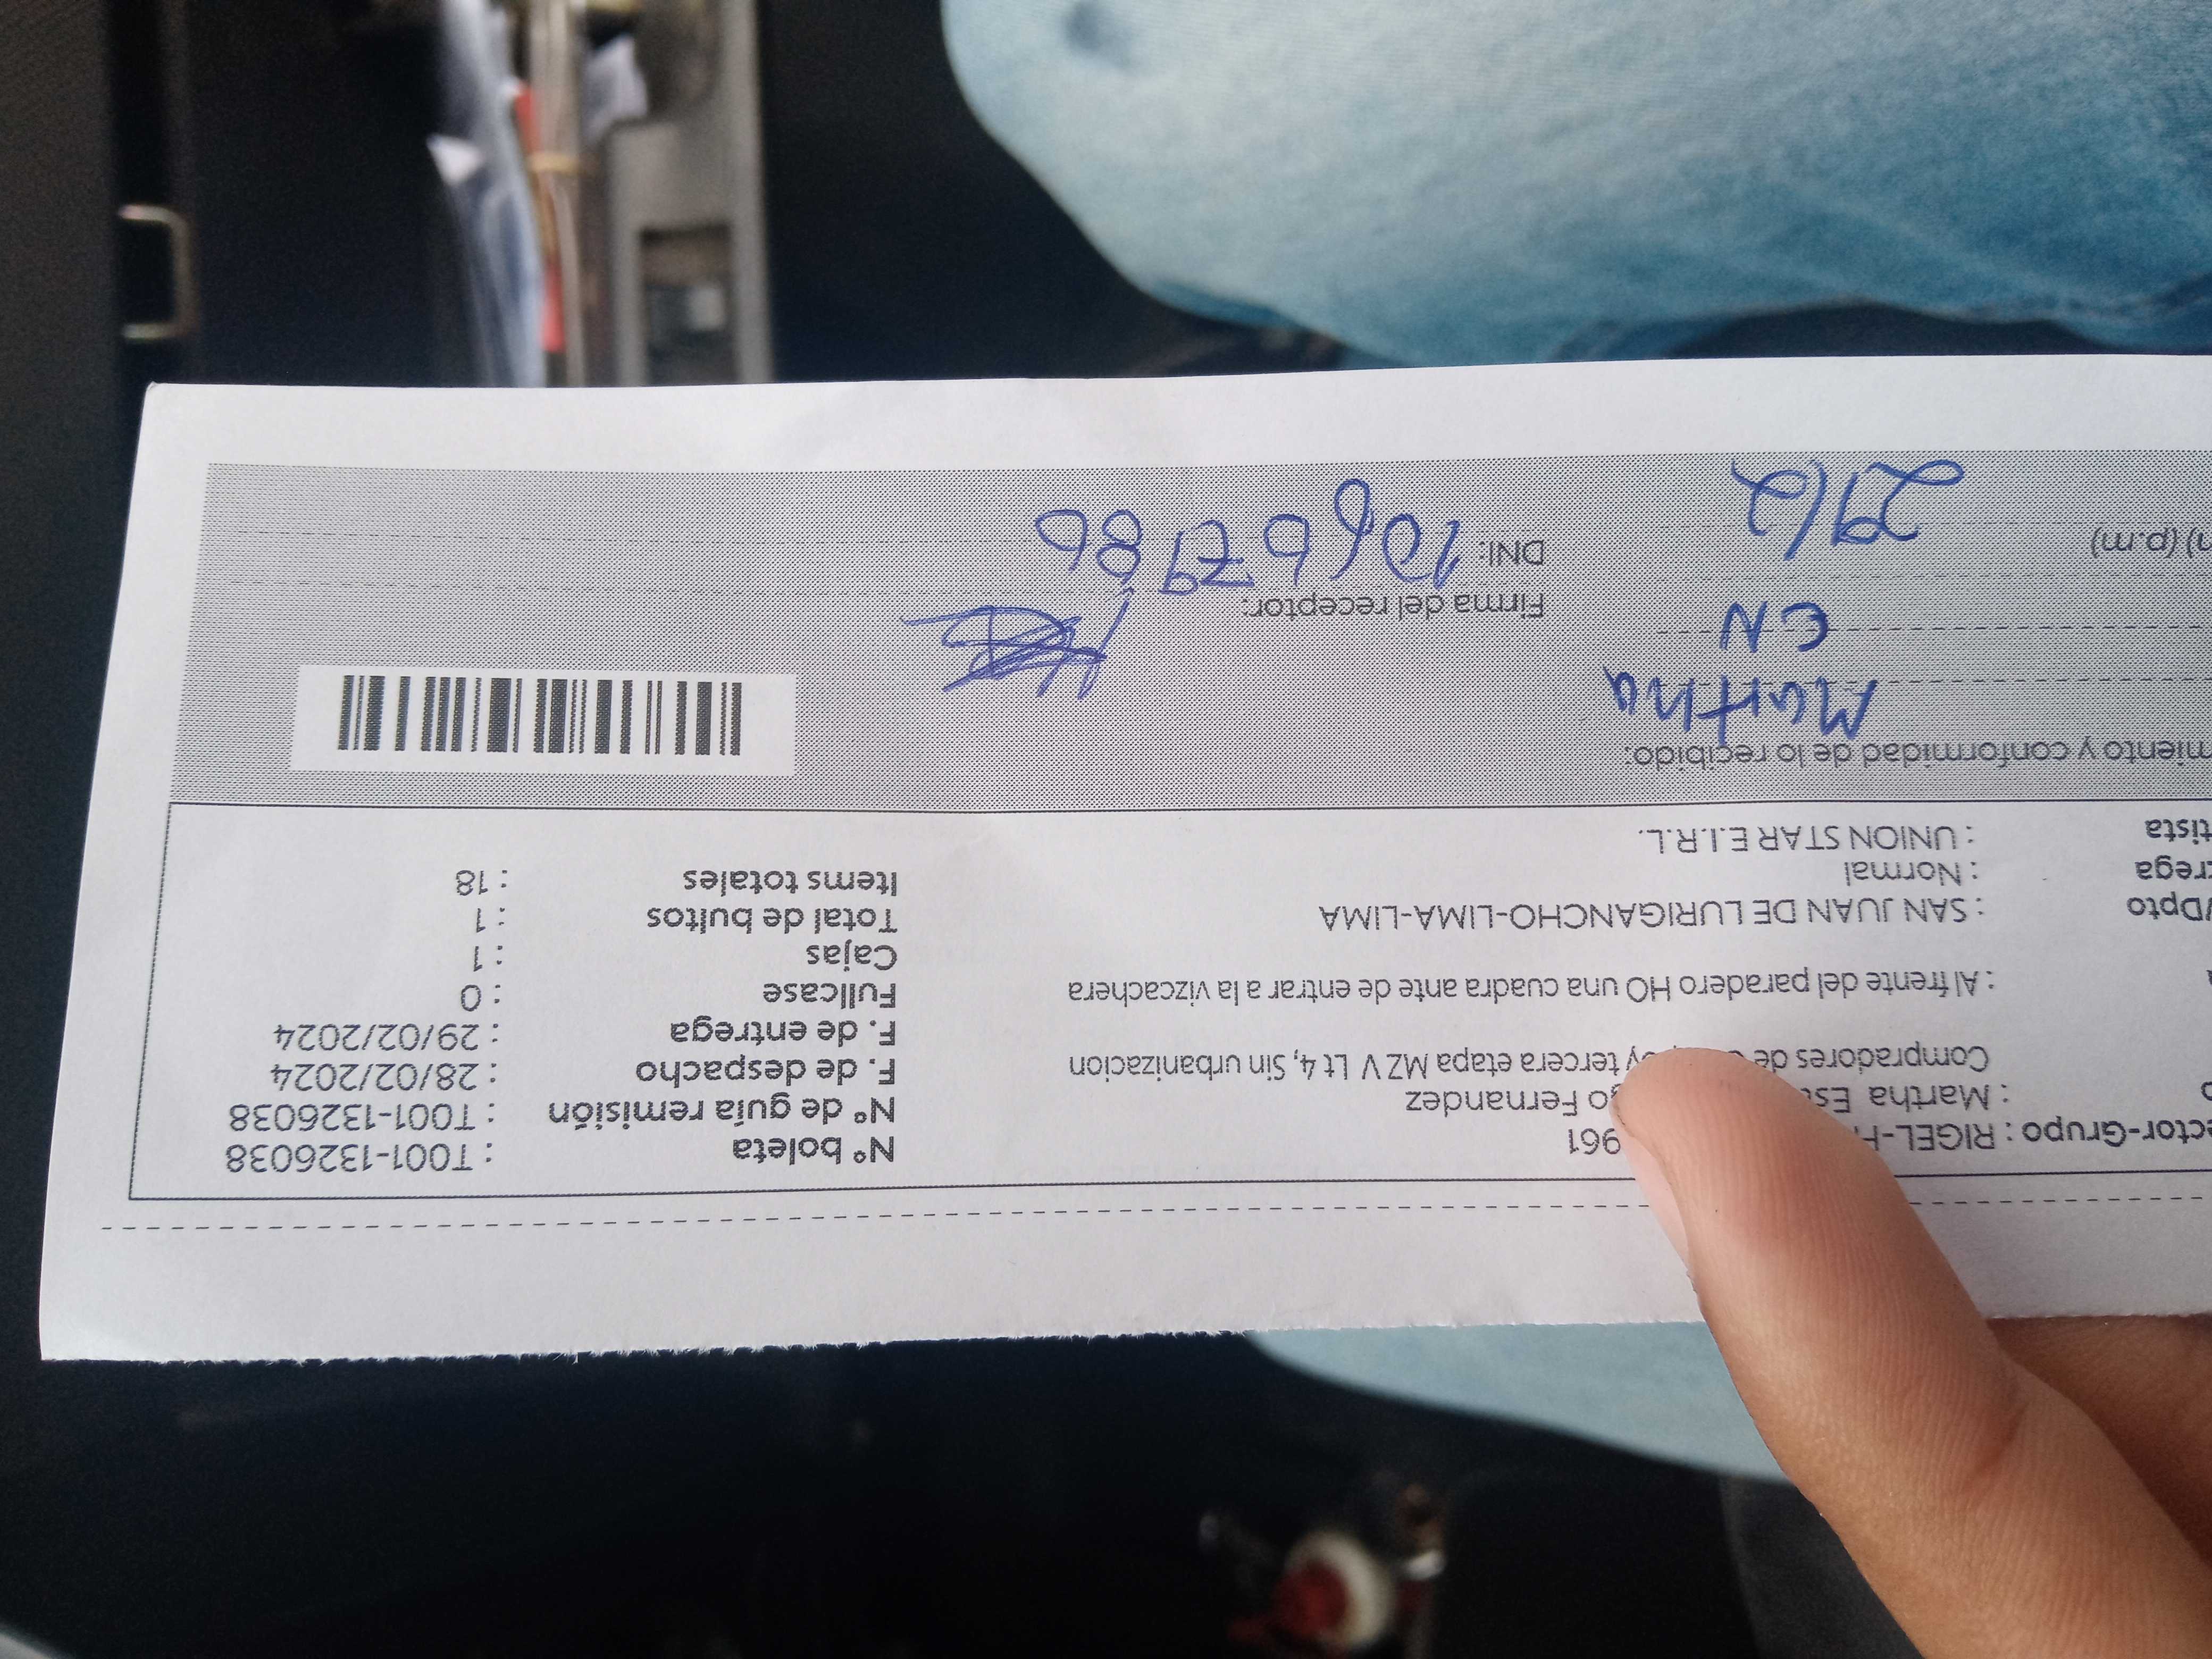 ector-Grupo : RIGEL-H 961
: Martha Es go Fernandez
Compradores de y tercera etapa MZ V Lt 4, Sin urbanizacion
: Al frente del paradero HO una cuadra ante de entrar a la vizcachera
/Dpto : SAN JUAN DE LURIGANCHO-LIMA-LIMA
trega : Normal
tista : UNION STAR E.I.R.L.
N° boleta : T001-1326038
N° de guía remisión : T001-1326038
F. de despacho : 28/02/2024
F. de entrega : 29/02/2024
Fullcase : 0
Cajas : 1
Total de bultos : 1
Items totales : 18
miento y conformidad de lo recibido:
Martha
EN
29/2
) (p.m)
Firma del receptor:
DNI: